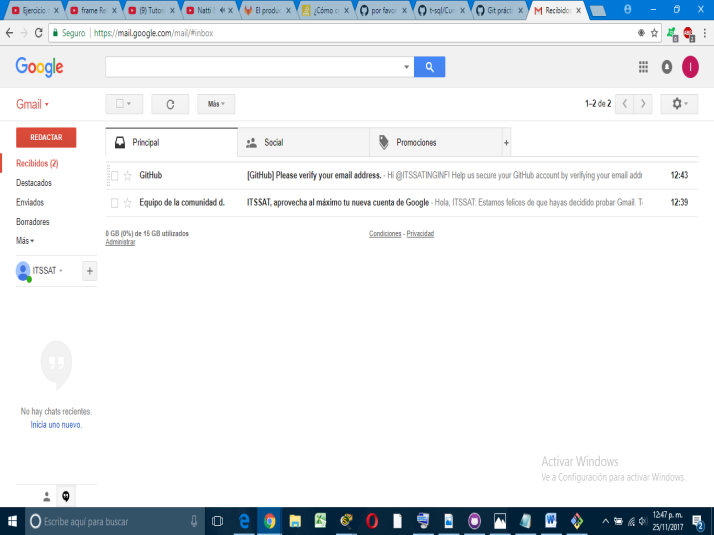 Ejercicio
frame Re
(9) Tutor
Natti
El produc
¿Cómo c
por favor
t-sql/Cur
Git práctic
Recibidos
Seguro | https://mail.google.com/mail/#inbox
Google
Gmail
Más
1–2 de 2
REDACTAR
Principal
Social
Promociones
+
Recibidos (2)
Destacados
Enviados
Borradores
Más
GitHub
[GitHub] Please verify your email address. - Hi @ITSSATINGINF! Help us secure your GitHub account by verifying your email addr
12:43
Equipo de la comunidad d.
ITSSAT, aprovecha al máximo tu nueva cuenta de Google - Hola, ITSSAT: Estamos felices de que hayas decidido probar Gmail. T
12:39
0 GB (0%) de 15 GB utilizados
Administrar
Condiciones - Privacidad
ITSSAT
+
No hay chats recientes.
Inicia uno nuevo.
Activar Windows
Ve a Configuración para activar Windows.
Escribe aquí para buscar
12:47 p. m.
25/11/2017